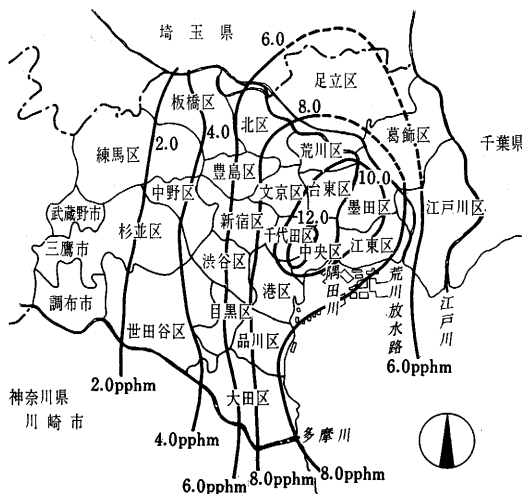 埼玉県
6.0
足立区
板橋区
8.0
北区
4.0
2.0
葛飾区
千葉県
練馬区
荒川区
豊島区
10.0
中野区
文京区
台東区
武蔵野市
墨田区
江戸川区
杉並区
新宿区
12.0
三鷹市
千代田区
江東区
中央区
渋谷区
調布市
港区
隅田川
荒川放水路
江戸川
目黒区
世田谷区
品川区
6.0pphm
2.0pphm
神奈川県
川崎市
大田区
4.0pphm
多摩川
6.0pphm
8.0pphm
8.0pphm